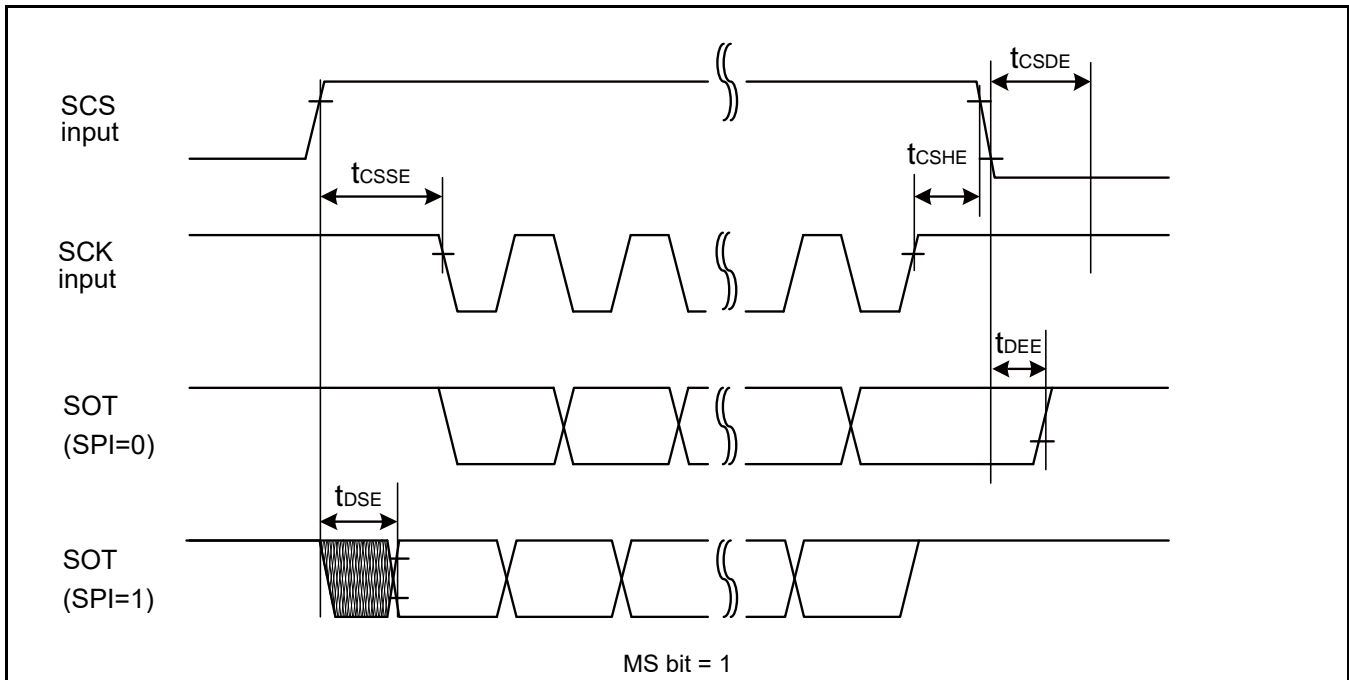 tCSDE
SCS
input
tCSHE
tCSSE
SCK
input
tDEE
SOT
(SPI=0)
tDSE
SOT
(SPI=1)
MS bit = 1